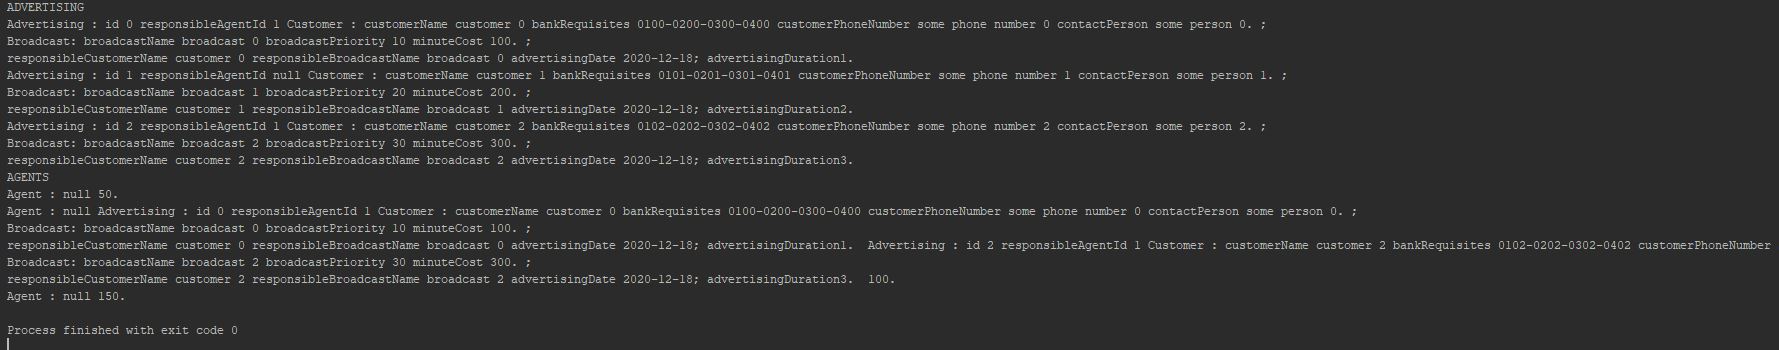 ADVERTISING
Advertising : id 0 responsibleAgentId 1 Customer : customerName customer 0 bankRequisites 0100-0200-0300-0400 customerPhoneNumber some phone number 0 contactPerson some person 0. ;
Broadcast: broadcastName broadcast 0 broadcastPriority 10 minuteCost 100. ;
responsibleCustomerName customer 0 responsibleBroadcastName broadcast 0 advertisingDate 2020-12-18; advertisingDuration1.
Advertising : id 1 responsibleAgentId null Customer : customerName customer 1 bankRequisites 0101-0201-0301-0401 customerPhoneNumber some phone number 1 contactPerson some person 1. ;
Broadcast: broadcastName broadcast 1 broadcastPriority 20 minuteCost 200. ;
responsibleCustomerName customer 1 responsibleBroadcastName broadcast 1 advertisingDate 2020-12-18; advertisingDuration2.
Advertising : id 2 responsibleAgentId 1 Customer : customerName customer 2 bankRequisites 0102-0202-0302-0402 customerPhoneNumber some phone number 2 contactPerson some person 2. ;
Broadcast: broadcastName broadcast 2 broadcastPriority 30 minuteCost 300. ;
responsibleCustomerName customer 2 responsibleBroadcastName broadcast 2 advertisingDate 2020-12-18; advertisingDuration3.
AGENTS
Agent : null 50.
Agent : null Advertising : id 0 responsibleAgentId 1 Customer : customerName customer 0 bankRequisites 0100-0200-0300-0400 customerPhoneNumber some phone number 0 contactPerson some person 0. ;
Broadcast: broadcastName broadcast 0 broadcastPriority 10 minuteCost 100. ;
responsibleCustomerName customer 0 responsibleBroadcastName broadcast 0 advertisingDate 2020-12-18; advertisingDuration1.  Advertising : id 2 responsibleAgentId 1 Customer : customerName customer 2 bankRequisites 0102-0202-0302-0402 customerPhoneNumber
Broadcast: broadcastName broadcast 2 broadcastPriority 30 minuteCost 300. ;
responsibleCustomerName customer 2 responsibleBroadcastName broadcast 2 advertisingDate 2020-12-18; advertisingDuration3.  100.
Agent : null 150.
Process finished with exit code 0